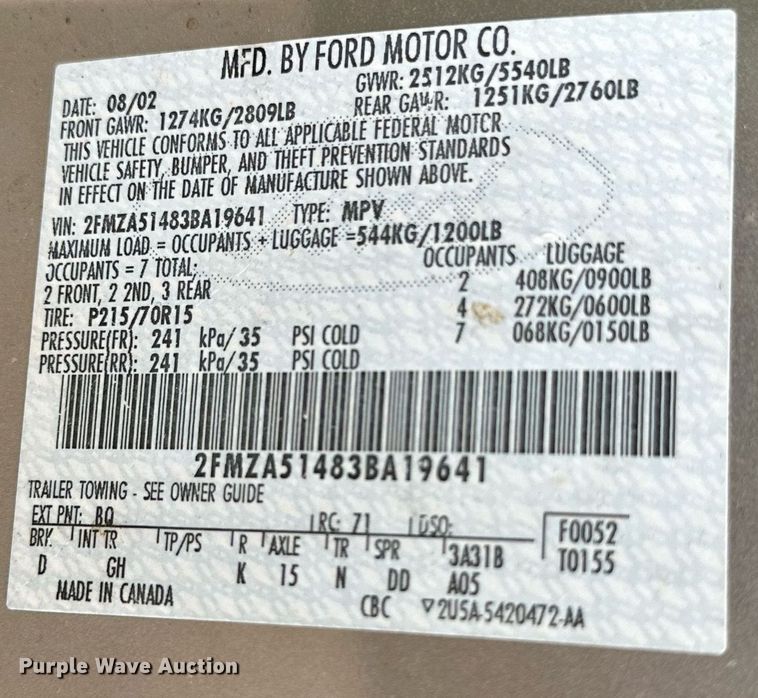 MFD. BY FORD MOTOR CO.
DATE: 08/02 GVWR: 2512KG/5540LB
FRONT GAWR: 1274KG/2809LB REAR GAWR: 1251KG/2760LB
THIS VEHICLE CONFORMS TO ALL APPLICABLE FEDERAL MOTOR
VEHICLE SAFETY, BUMPER, AND THEFT PREVENTION STANDARDS
IN EFFECT ON THE DATE OF MANUFACTURE SHOWN ABOVE.
VIN: 2FMZA51483BA19641 TYPE: MPV
MAXIMUM LOAD = OCCUPANTS + LUGGAGE =544KG/1200LB
OCCUPANTS = 7 TOTAL; OCCUPANTS LUGGAGE
2 FRONT, 2 2ND, 3 REAR 2 408KG/0900LB
TIRE: P215/70R15 4 272KG/0600LB
PRESSURE(FR): 241 kPa/35 PSI COLD 7 068KG/0150LB
PRESSURE(RR): 241 kPa/35 PSI COLD
2FMZA51483BA19641
TRAILER TOWING - SEE OWNER GUIDE
EXT PNT: BQ RC: 71 DSO: F0052
BRK INT TR TP/PS R AXLE TR SPR 3A31B T0155
D GH K 15 N DD A05
MADE IN CANADA CBC ▽2U5A-5420472-AA
Purple Wave Auction